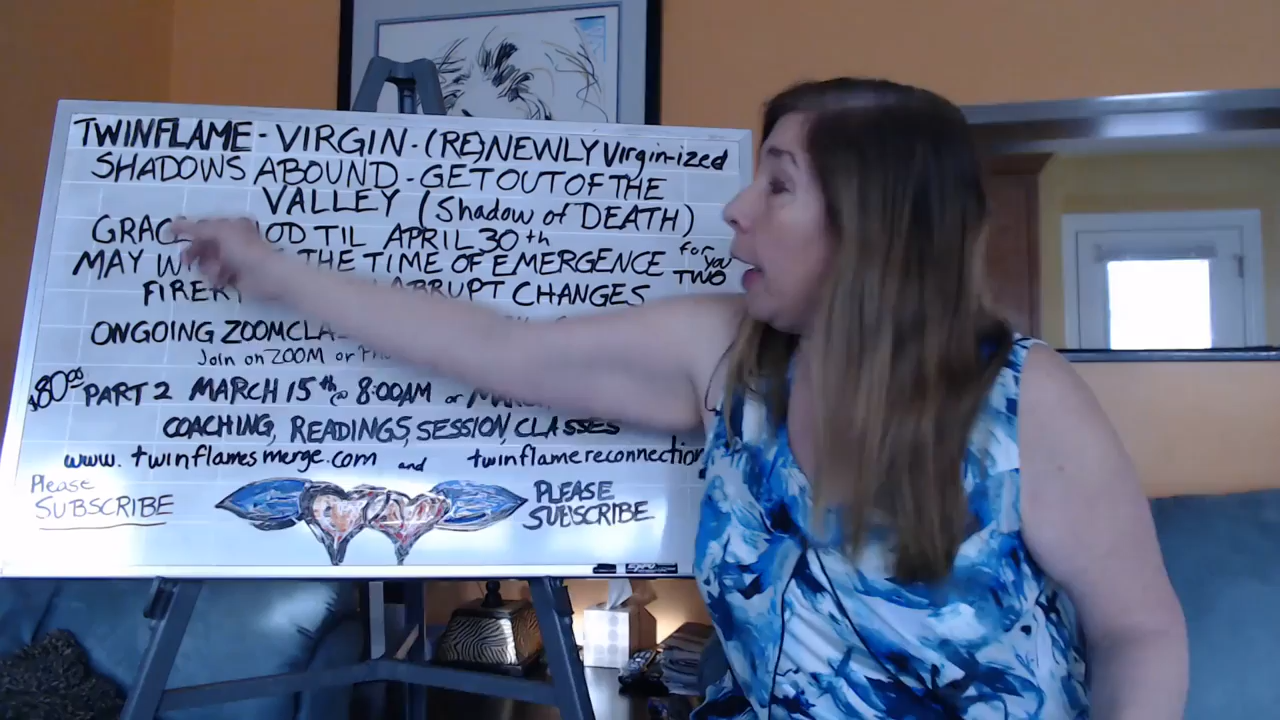 TWINFLAME - VIRGIN - (RE)NEWLY Virgin-ized
SHADOWS ABOUND - GET OUT OF THE
VALLEY (Shadow of DEATH)
TIL APRIL 30th
MAY THE TIME OF EMERGENCE for you TWO
ABRUPT CHANGES
ONGOING ZOOM
Join on ZOOM or
$80.00 PART 2 MARCH 15th @ 8:00AM or
COACHING, READINGS, SESSION, CLASSES
www.twinflamesmerge.com and twinflamereconnection
Please
SUBSCRIBE
PLEASE
SUBSCRIBE
EXPO